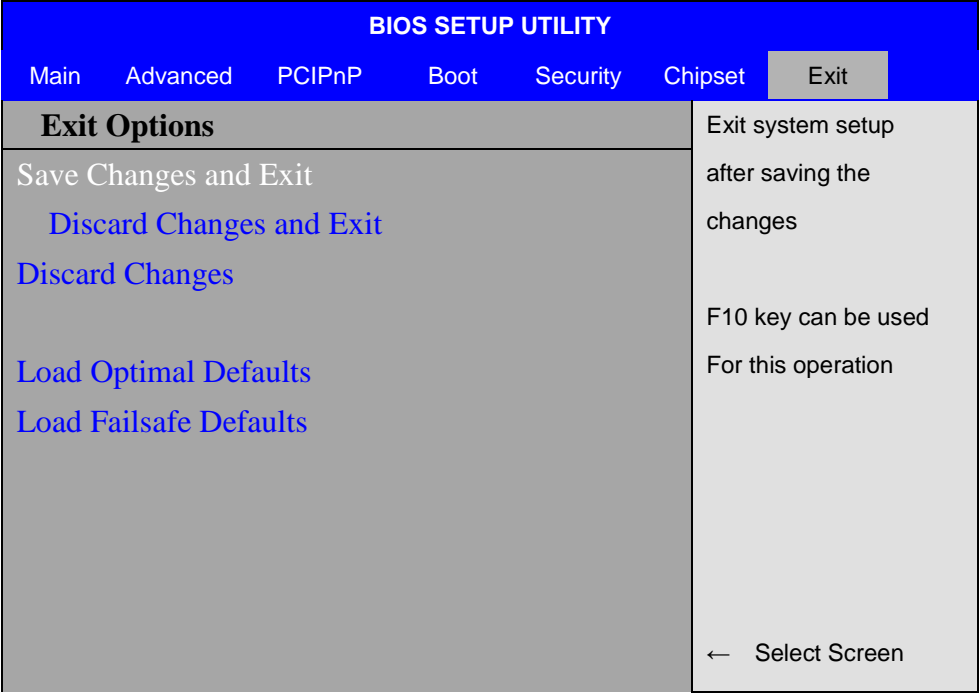 BIOS SETUP UTILITY
Main Advanced PCIPnP Boot Security Chipset Exit
Exit Options
Save Changes and Exit
Discard Changes and Exit
Discard Changes
Load Optimal Defaults
Load Failsafe Defaults
Exit system setup
after saving the
changes
F10 key can be used
For this operation
← Select Screen